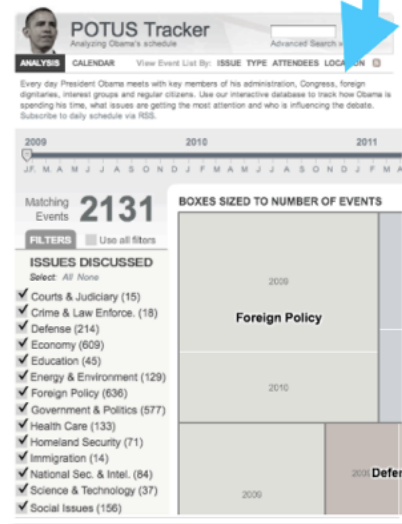 POTUS Tracker
Analyzing Obama's schedule
Advanced Search
ANALYSIS CALENDAR View Event List By: ISSUE TYPE ATTENDEES LOCATION
Every day President Obama meets with key members of his administration, Congress, foreign
dignitaries, interest groups and regular citizens. Use our interactive database to track how Obama is
spending his time, what issues are getting the most attention and who is influencing the debate.
Subscribe to daily schedule via RSS.
2009 2010 2011
J F M A M J J A S O N D J F M A M J J A S O N D J F M A
Matching
Events 2131
BOXES SIZED TO NUMBER OF EVENTS
FILTERS Use all filters
ISSUES DISCUSSED
Select: All None
Courts & Judiciary (15)
Crime & Law Enforce. (18)
Defense (214)
Economy (609)
Education (45)
Energy & Environment (129)
Foreign Policy (636)
Government & Politics (577)
Health Care (133)
Homeland Security (71)
Immigration (14)
National Sec. & Intel. (84)
Science & Technology (37)
Social Issues (156)
2009
Foreign Policy
2010
2009 Defen
2009